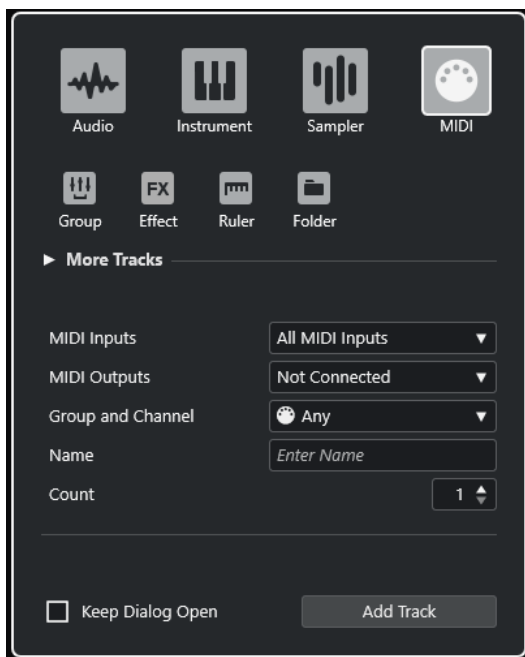 Audio Instrument Sampler MIDI
FX
Group Effect Ruler Folder
More Tracks
MIDI Inputs All MIDI Inputs
MIDI Outputs Not Connected
Group and Channel Any
Name Enter Name
Count 1
Keep Dialog Open Add Track